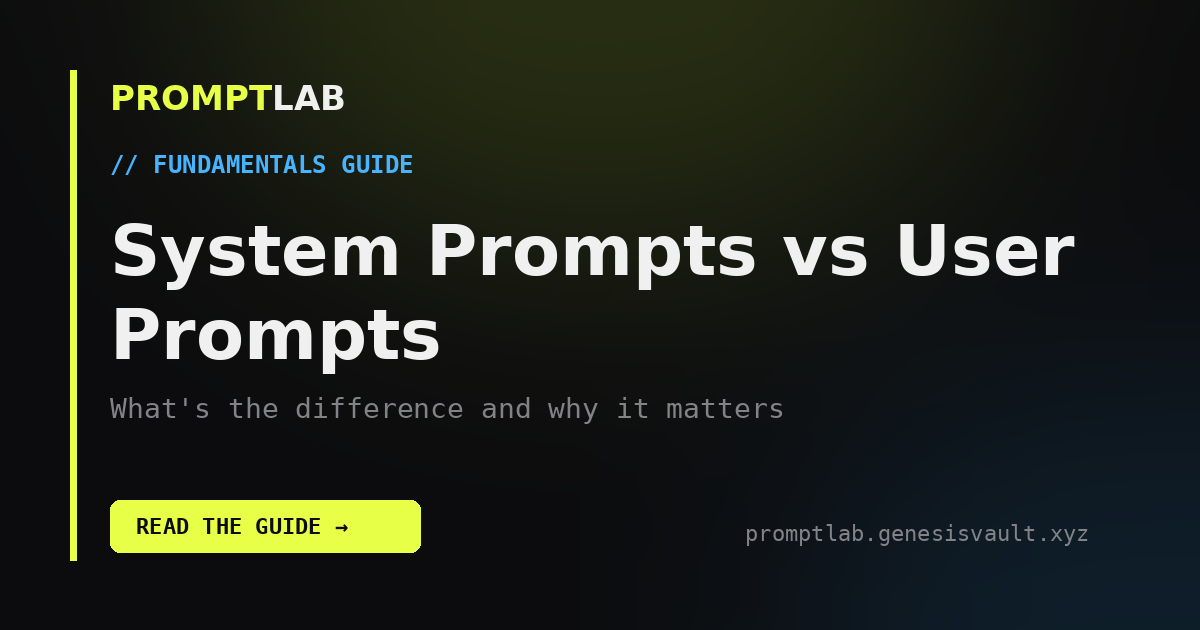 PROMPTLAB
// FUNDAMENTALS GUIDE
System Prompts vs User
Prompts
What's the difference and why it matters
READ THE GUIDE →
promptlab.genesisvault.xyz